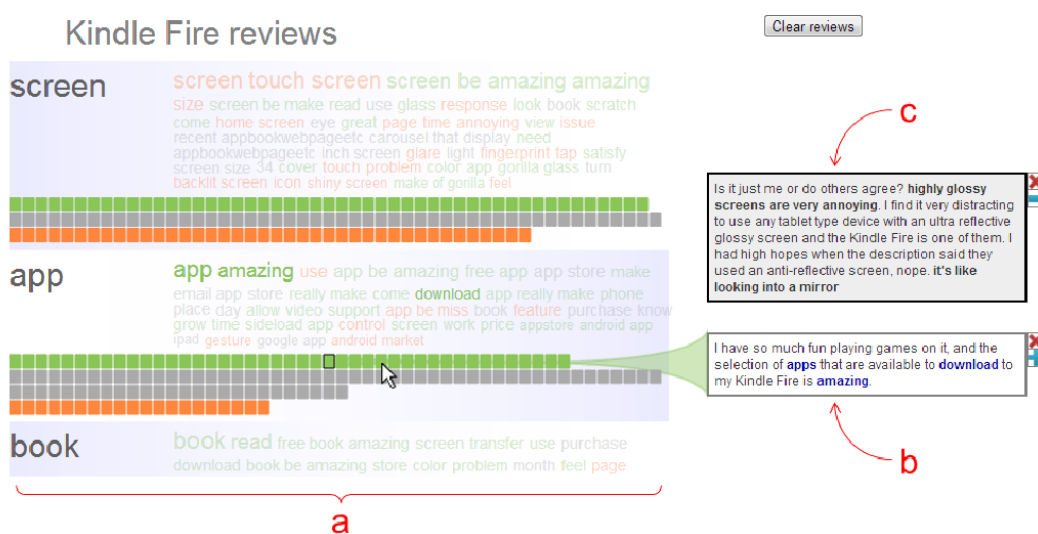 Kindle Fire reviews
Clear reviews
screen
screen touch screen screen be amazing amazing
size screen be make read use glass response look book scratch
come home screen eye great page time annoying view issue
recent appbookwebpageetc carousel that display need
appbookwebpageetc inch screen glare light fingerprint tap satisfy
screen size 34 cover touch problem color app gorilla glass turn
backlit screen icon shiny screen make of gorilla feel
c
Is it just me or do others agree? highly glossy
screens are very annoying. I find it very distracting
to use any tablet type device with an ultra reflective
glossy screen and the Kindle Fire is one of them. I
had high hopes when the description said they
used an anti-reflective screen, nope. it's like
looking into a mirror
app
app amazing use app be amazing free app app store make
email app store really make come download app really make phone
place day allow video support app be miss book feature purchase know
grow time sideload app control screen work price appstore android app
ipad gesture google app android market
I have so much fun playing games on it, and the
selection of apps that are available to download to
my Kindle Fire is amazing.
b
book
book read free book amazing screen transfer use purchase
download book be amazing store color problem month feel page
a